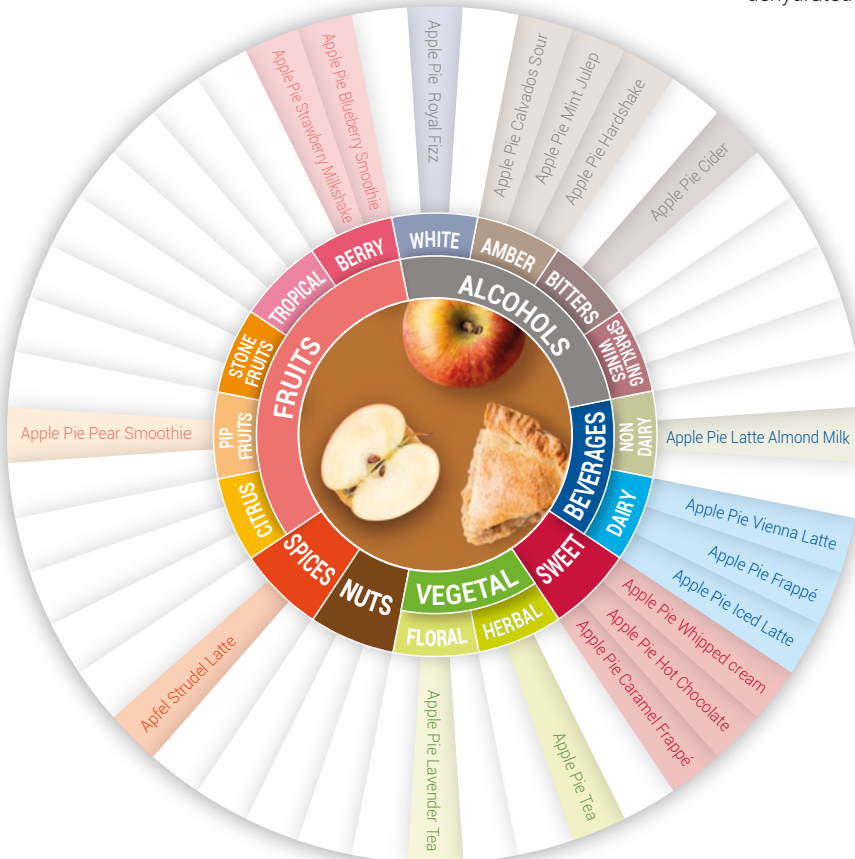 dehydrated
Apple Pie Strawberry Milkshake
Apple Pie Blueberry Smoothie
Apple Pie Royal Fizz
Apple Pie Calvados Sour
Apple Pie Mint Julep
Apple Pie Hardshake
Apple Pie Cider
Apple Pie Latte Almond Milk
Apple Pie Vienna Latte
Apple Pie Frappé
Apple Pie Iced Latte
Apple Pie Whipped cream
Apple Pie Hot Chocolate
Apple Pie Caramel Frappé
Apple Pie Tea
Apple Pie Lavender Tea
Apfel Strudel Latte
Apple Pie Pear Smoothie
BERRY
WHITE
AMBER
BITTERS
SPARKLING
WINES
NON
DAIRY
DAIRY
SWEET
HERBAL
FLORAL
NUTS
SPICES
CITRUS
PIP
FRUITS
STONE
FRUITS
TROPICAL
FRUITS
ALCOHOLS
BEVERAGES
VEGETAL